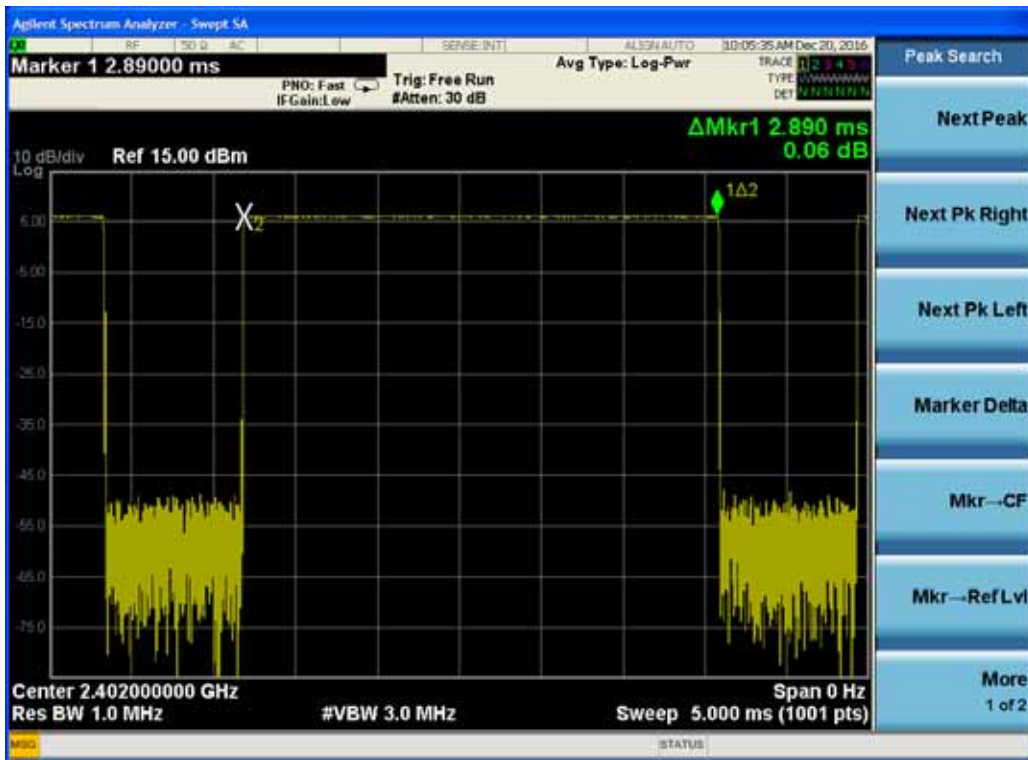 Agilent Spectrum Analyzer - Swept SA
RF 50 Ω AC SENSE:INT ALIGN AUTO 10:05:35 AM Dec 20, 2016
Marker 1 2.89000 ms
PNO: Fast
IFGain:Low
Trig: Free Run
#Atten: 30 dB
Avg Type: Log-Pwr
TRACE 1 2 3 4 5 6
TYPE
DET N N N N N N
ΔMkr1 2.890 ms
0.06 dB
10 dB/div Ref 15.00 dBm
Log
1Δ2
5.00
X2
-5.00
-15.0
-25.0
-35.0
-45.0
-55.0
-65.0
-75.0
Center 2.402000000 GHz
Span 0 Hz
Res BW 1.0 MHz
#VBW 3.0 MHz
Sweep 5.000 ms (1001 pts)
MSG
STATUS
Peak Search
Next Peak
Next Pk Right
Next Pk Left
Marker Delta
Mkr→CF
Mkr→Ref Lvl
More
1 of 2